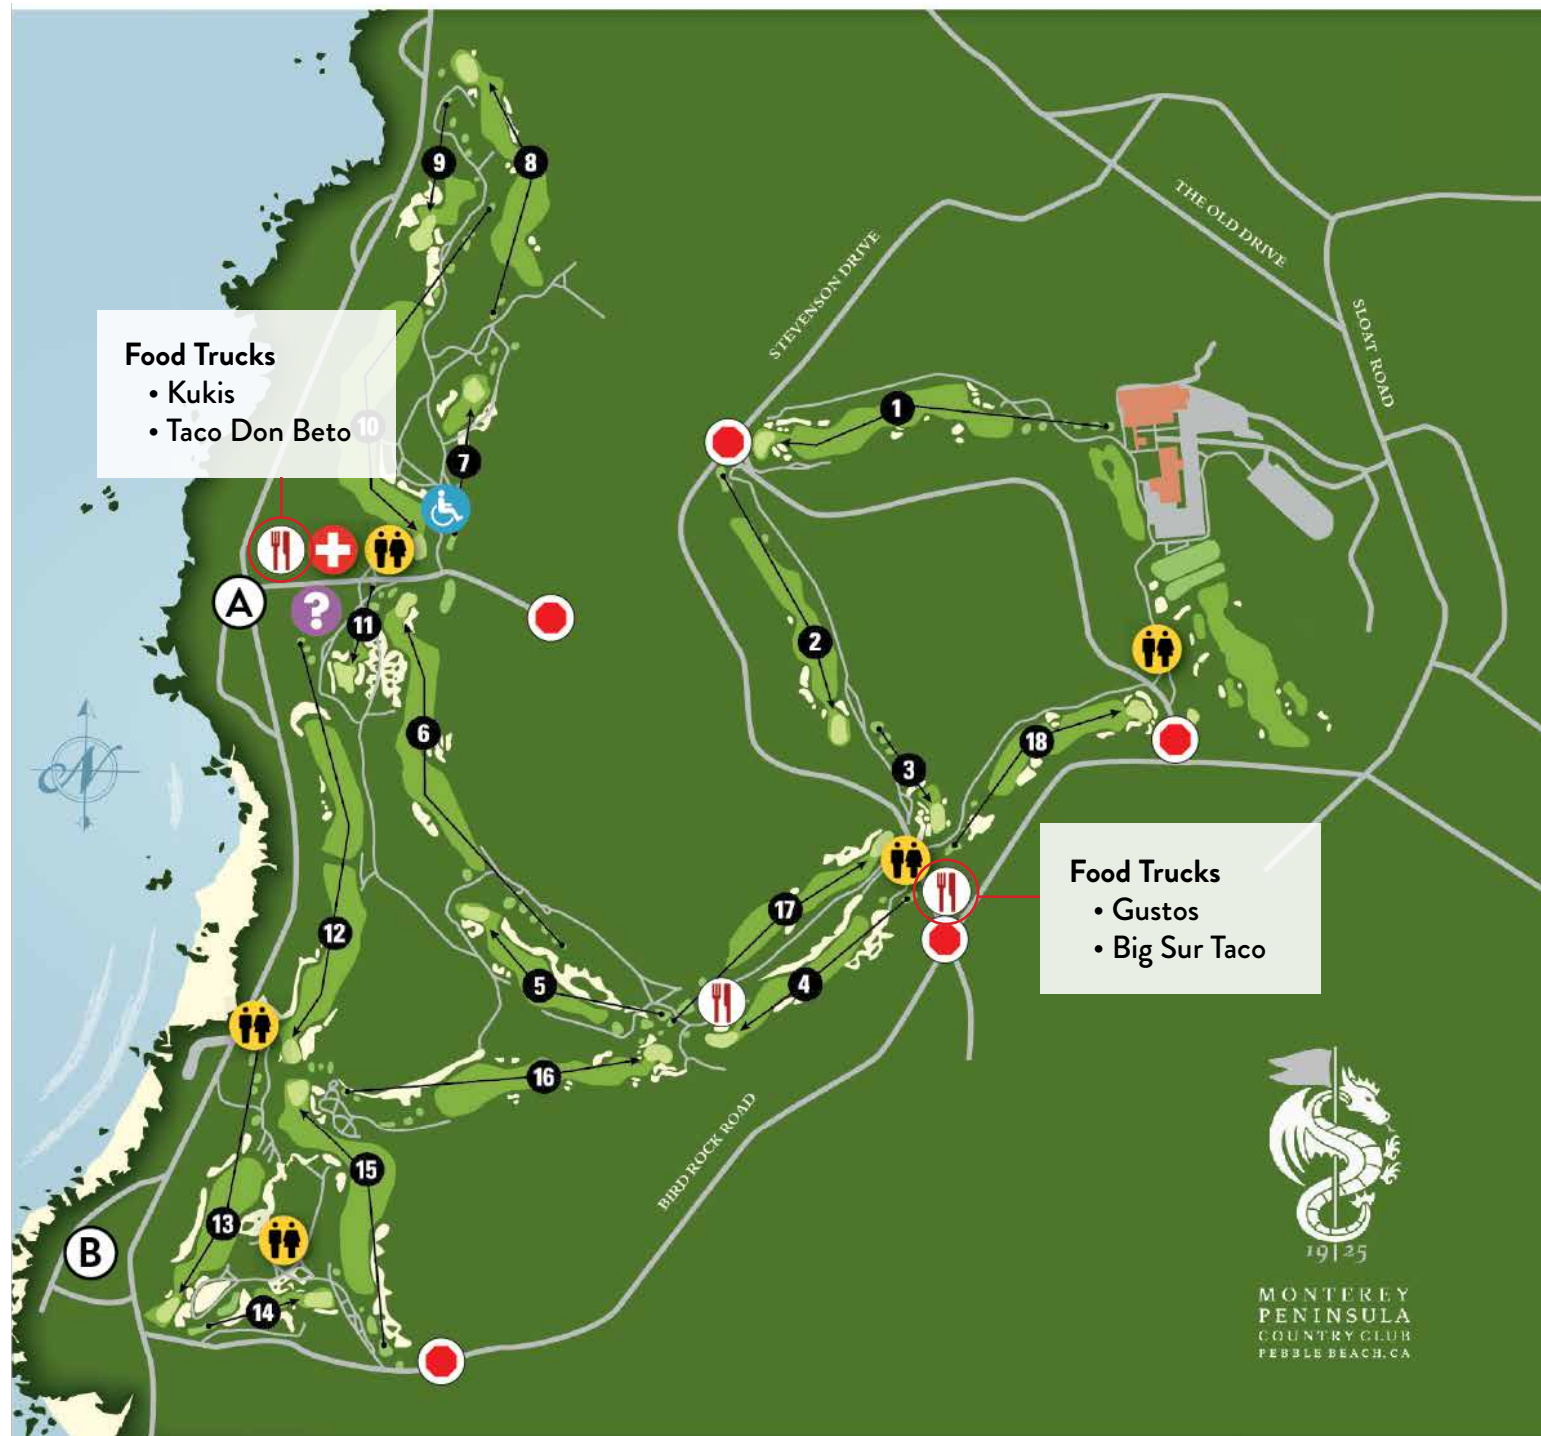 9
8
THE OLD DRIVE
STEVENSON DRIVE
SLOAT ROAD
Food Trucks
• Kukis
• Taco Don Beto
10
1
7
A
?
11
2
6
18
3
N
Food Trucks
• Gustos
• Big Sur Taco
17
12
5
4
16
BIRD ROCK ROAD
15
13
B
14
19|25
MONTEREY
PENINSULA
COUNTRY CLUB
PEBBLE BEACH, CA